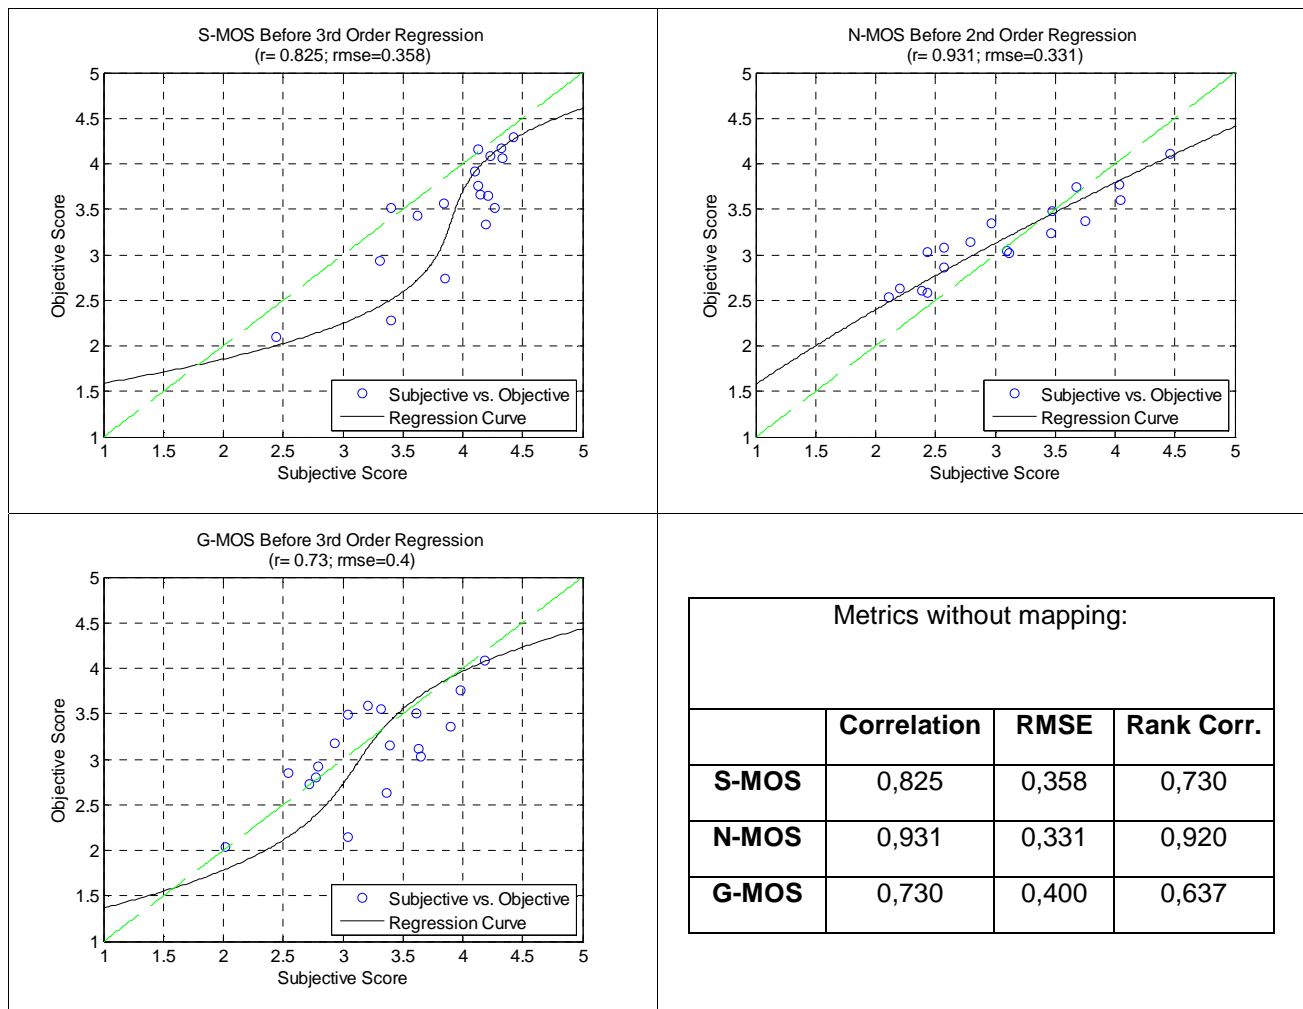 S-MOS Before 3rd Order Regression
(r= 0.825; rmse=0.358)
5
4.5
4
3.5
3
2.5
2
1.5
1
Objective Score
1 1.5 2 2.5 3 3.5 4 4.5 5
Subjective Score
Subjective vs. Objective
Regression Curve
N-MOS Before 2nd Order Regression
(r= 0.931; rmse=0.331)
5
4.5
4
3.5
3
2.5
2
1.5
1
Objective Score
1 1.5 2 2.5 3 3.5 4 4.5 5
Subjective Score
Subjective vs. Objective
Regression Curve
G-MOS Before 3rd Order Regression
(r= 0.73; rmse=0.4)
5
4.5
4
3.5
3
2.5
2
1.5
1
Objective Score
1 1.5 2 2.5 3 3.5 4 4.5 5
Subjective Score
Subjective vs. Objective
Regression Curve
Metrics without mapping:
Correlation RMSE Rank Corr.
S-MOS 0,825 0,358 0,730
N-MOS 0,931 0,331 0,920
G-MOS 0,730 0,400 0,637